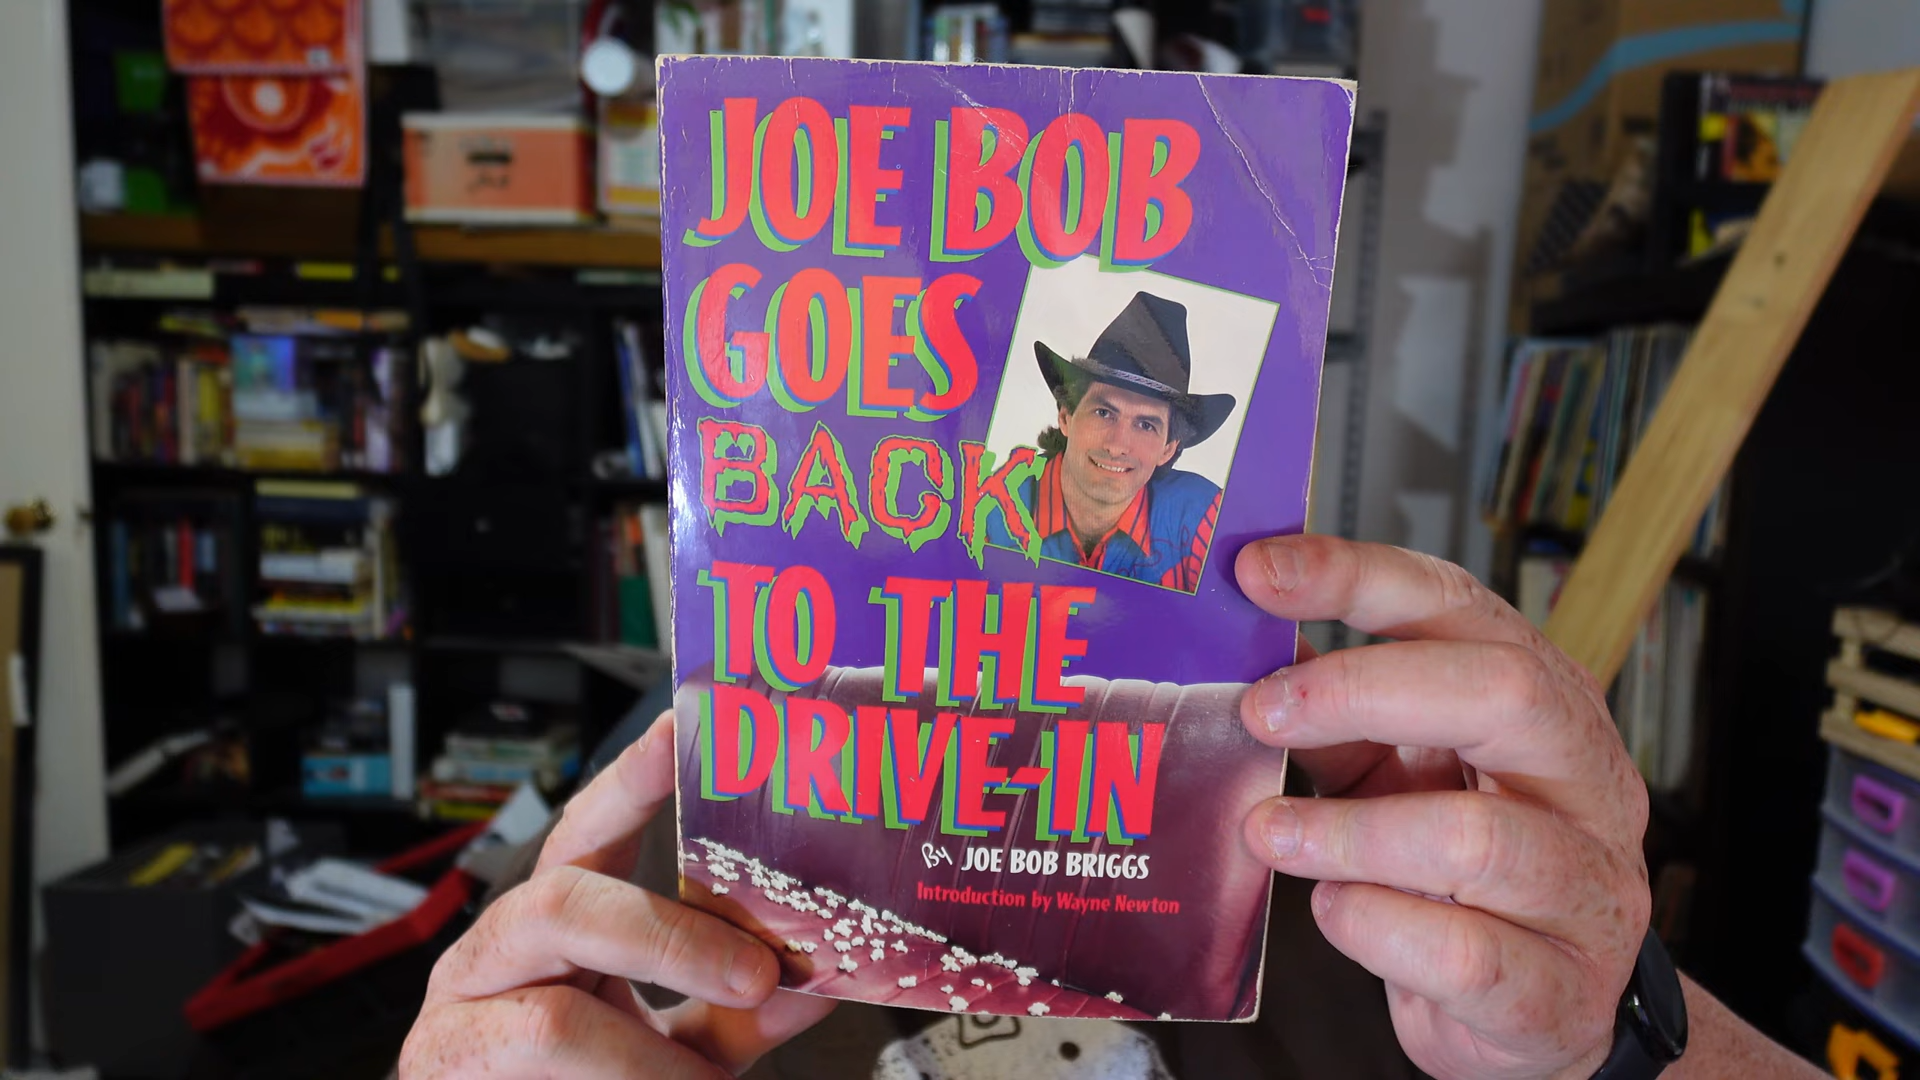 JOE BOB
GOES
BACK
TO THE
DRIVE-IN
By JOE BOB BRIGGS
Introduction by Wayne Newton